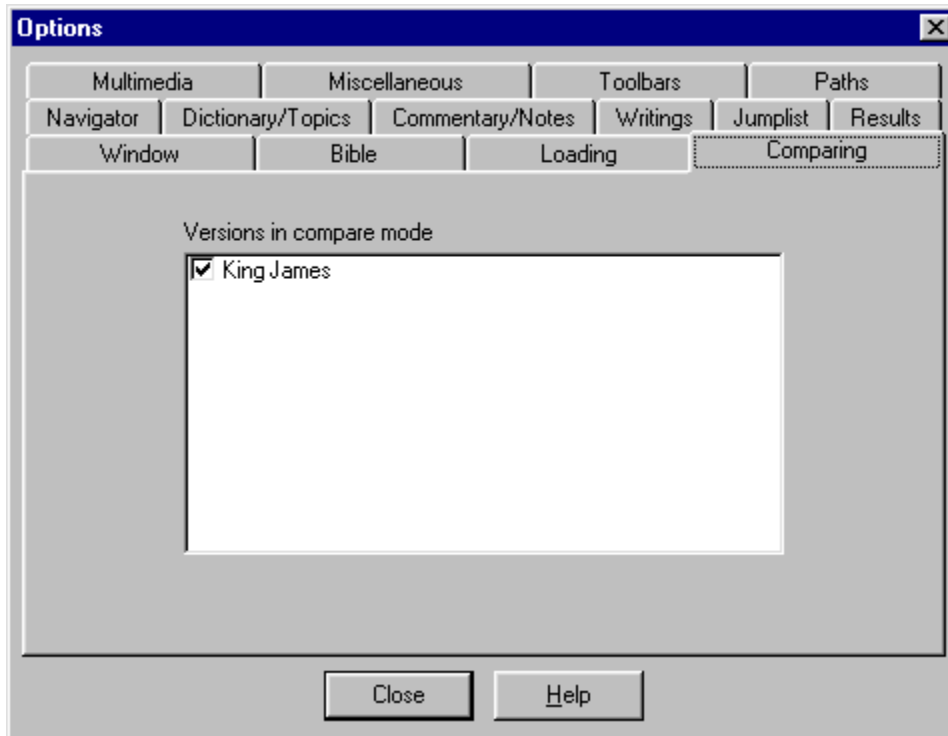 Options
Multimedia Miscellaneous Toolbars Paths
Navigator Dictionary/Topics Commentary/Notes Writings Jumplist Results
Window Bible Loading Comparing
Versions in compare mode
King James
Close Help